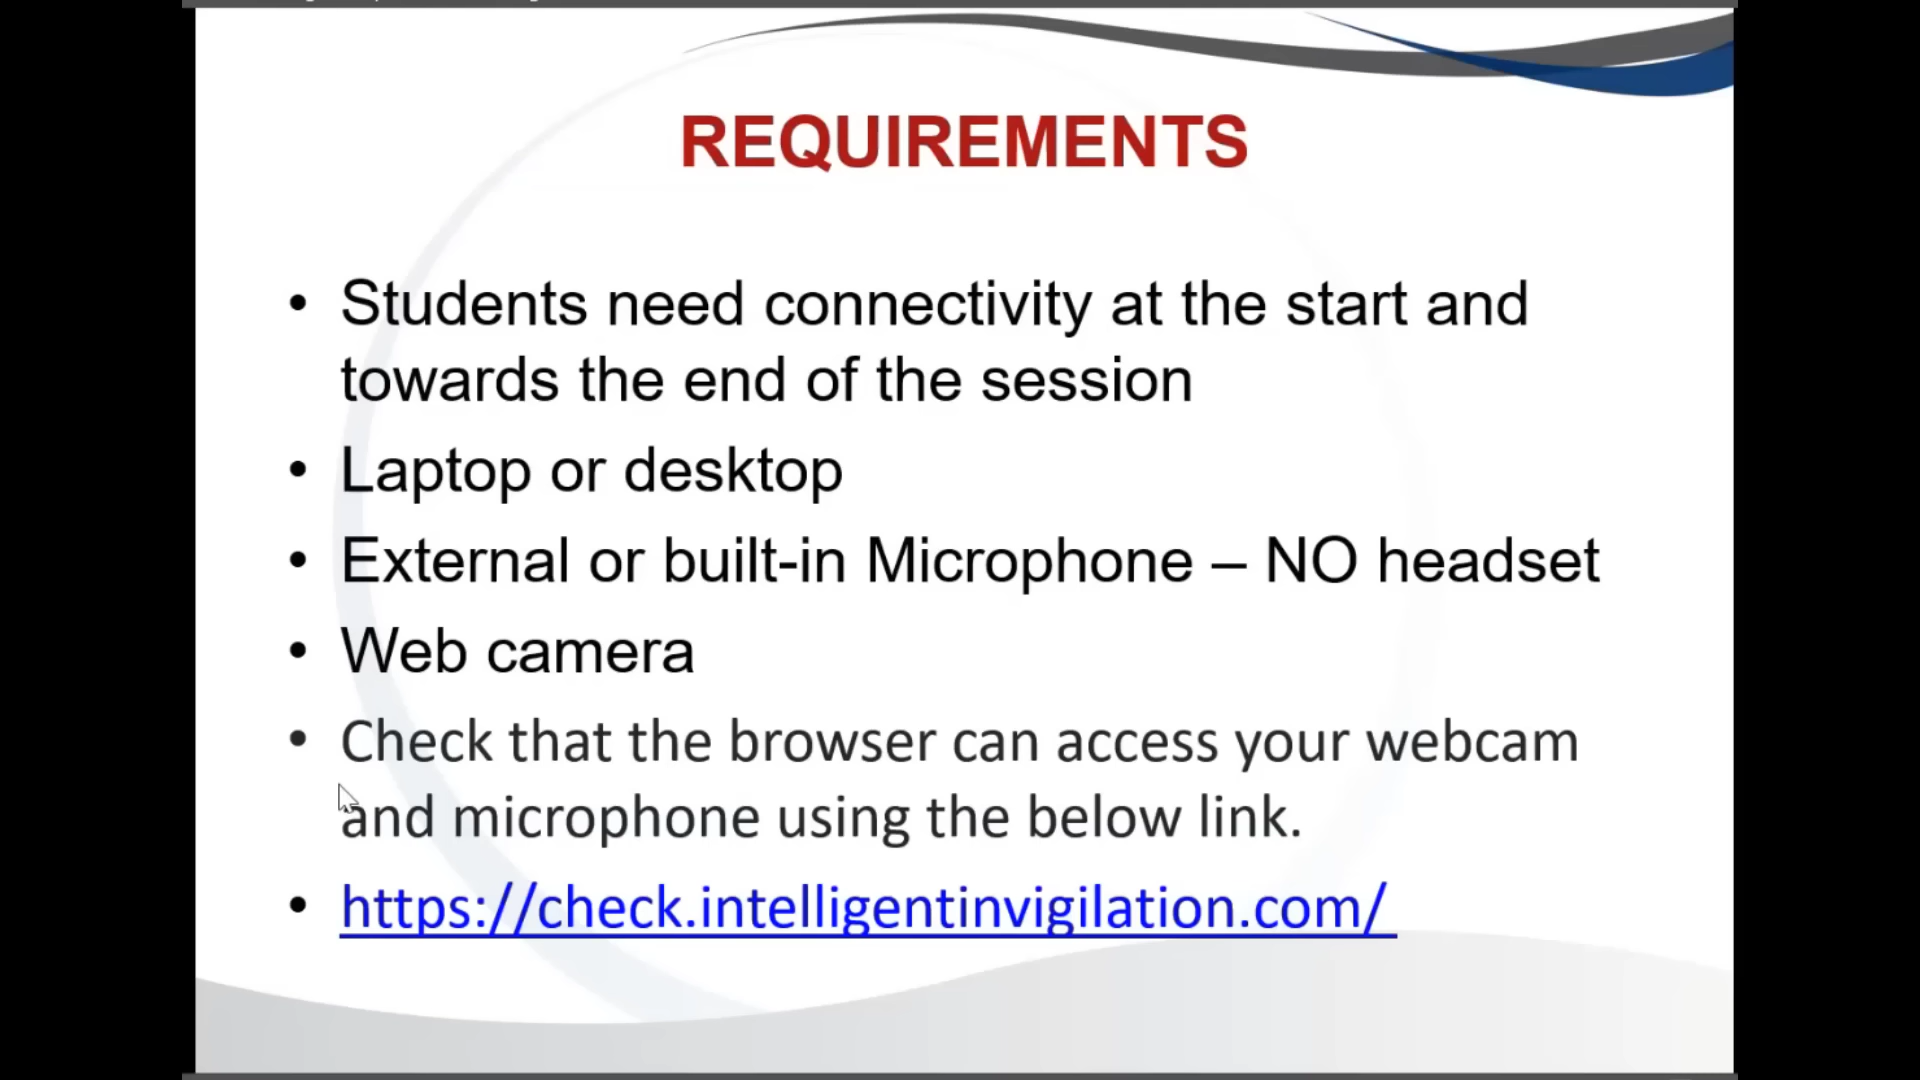 REQUIREMENTS
• Students need connectivity at the start and
towards the end of the session
• Laptop or desktop
• External or built-in Microphone – NO headset
• Web camera
• Check that the browser can access your webcam
and microphone using the below link.
• https://check.intelligentinvigilation.com/